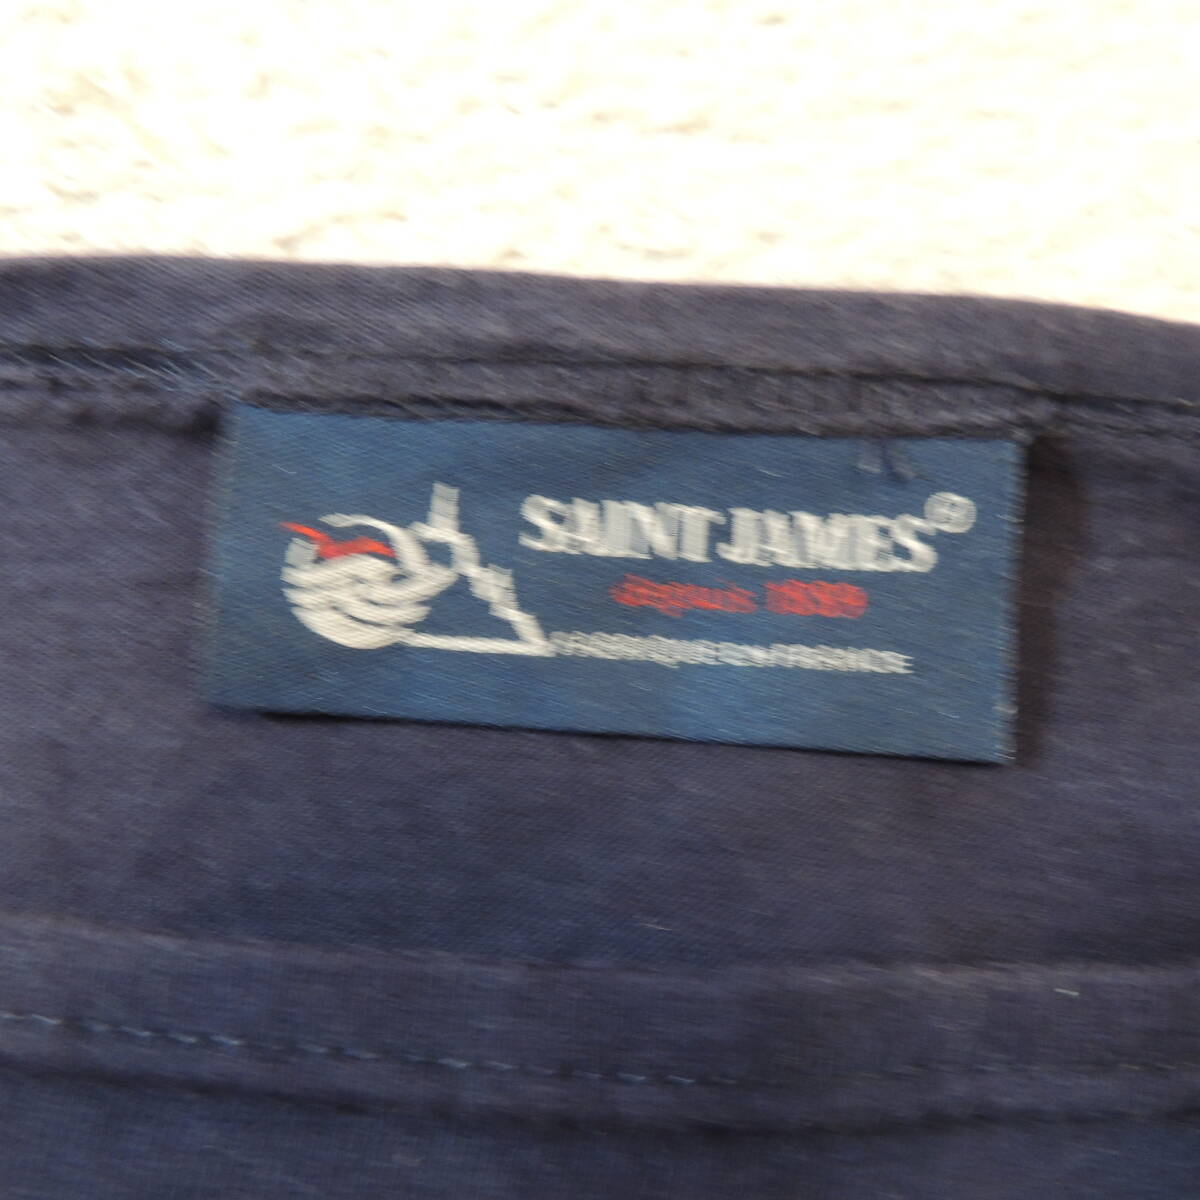 SAINT JAMES®
depuis 1889
FABRIQUE EN FRANCE